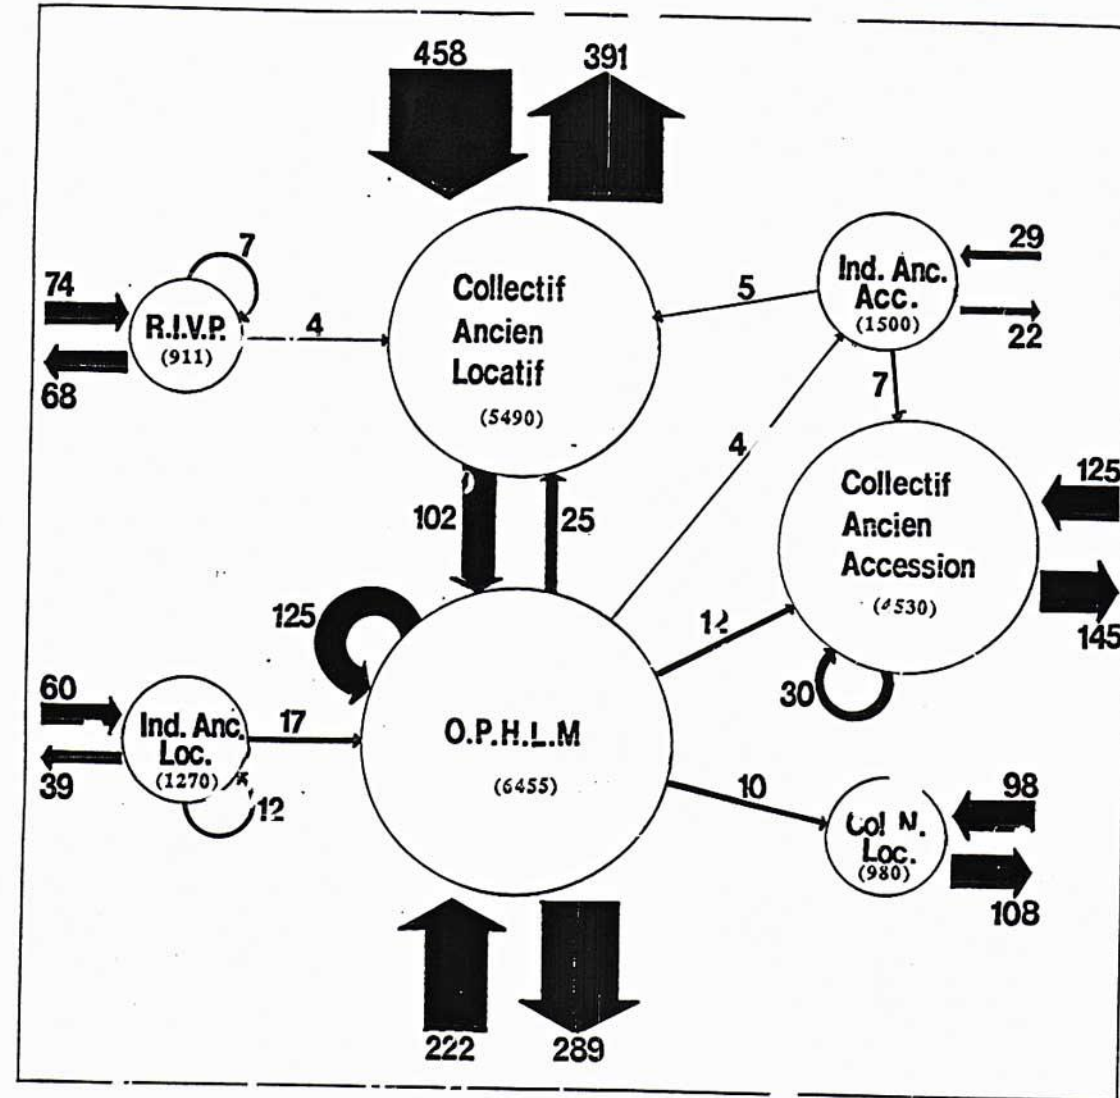 458
391
7
74
R.I.V.P.
(911)
68
4
Collectif
Ancien
Locatif
(5490)
5
Ind. Anc.
Acc.
(1500)
29
22
7
4
102
25
Collectif
Ancien
Accession
125
145
30
125
12
60
Ind. Anc.
Loc.
(1270)
39
12
17
O.P.H.L.M
(6455)
10
Col N.
Loc.
(980)
98
108
222
289